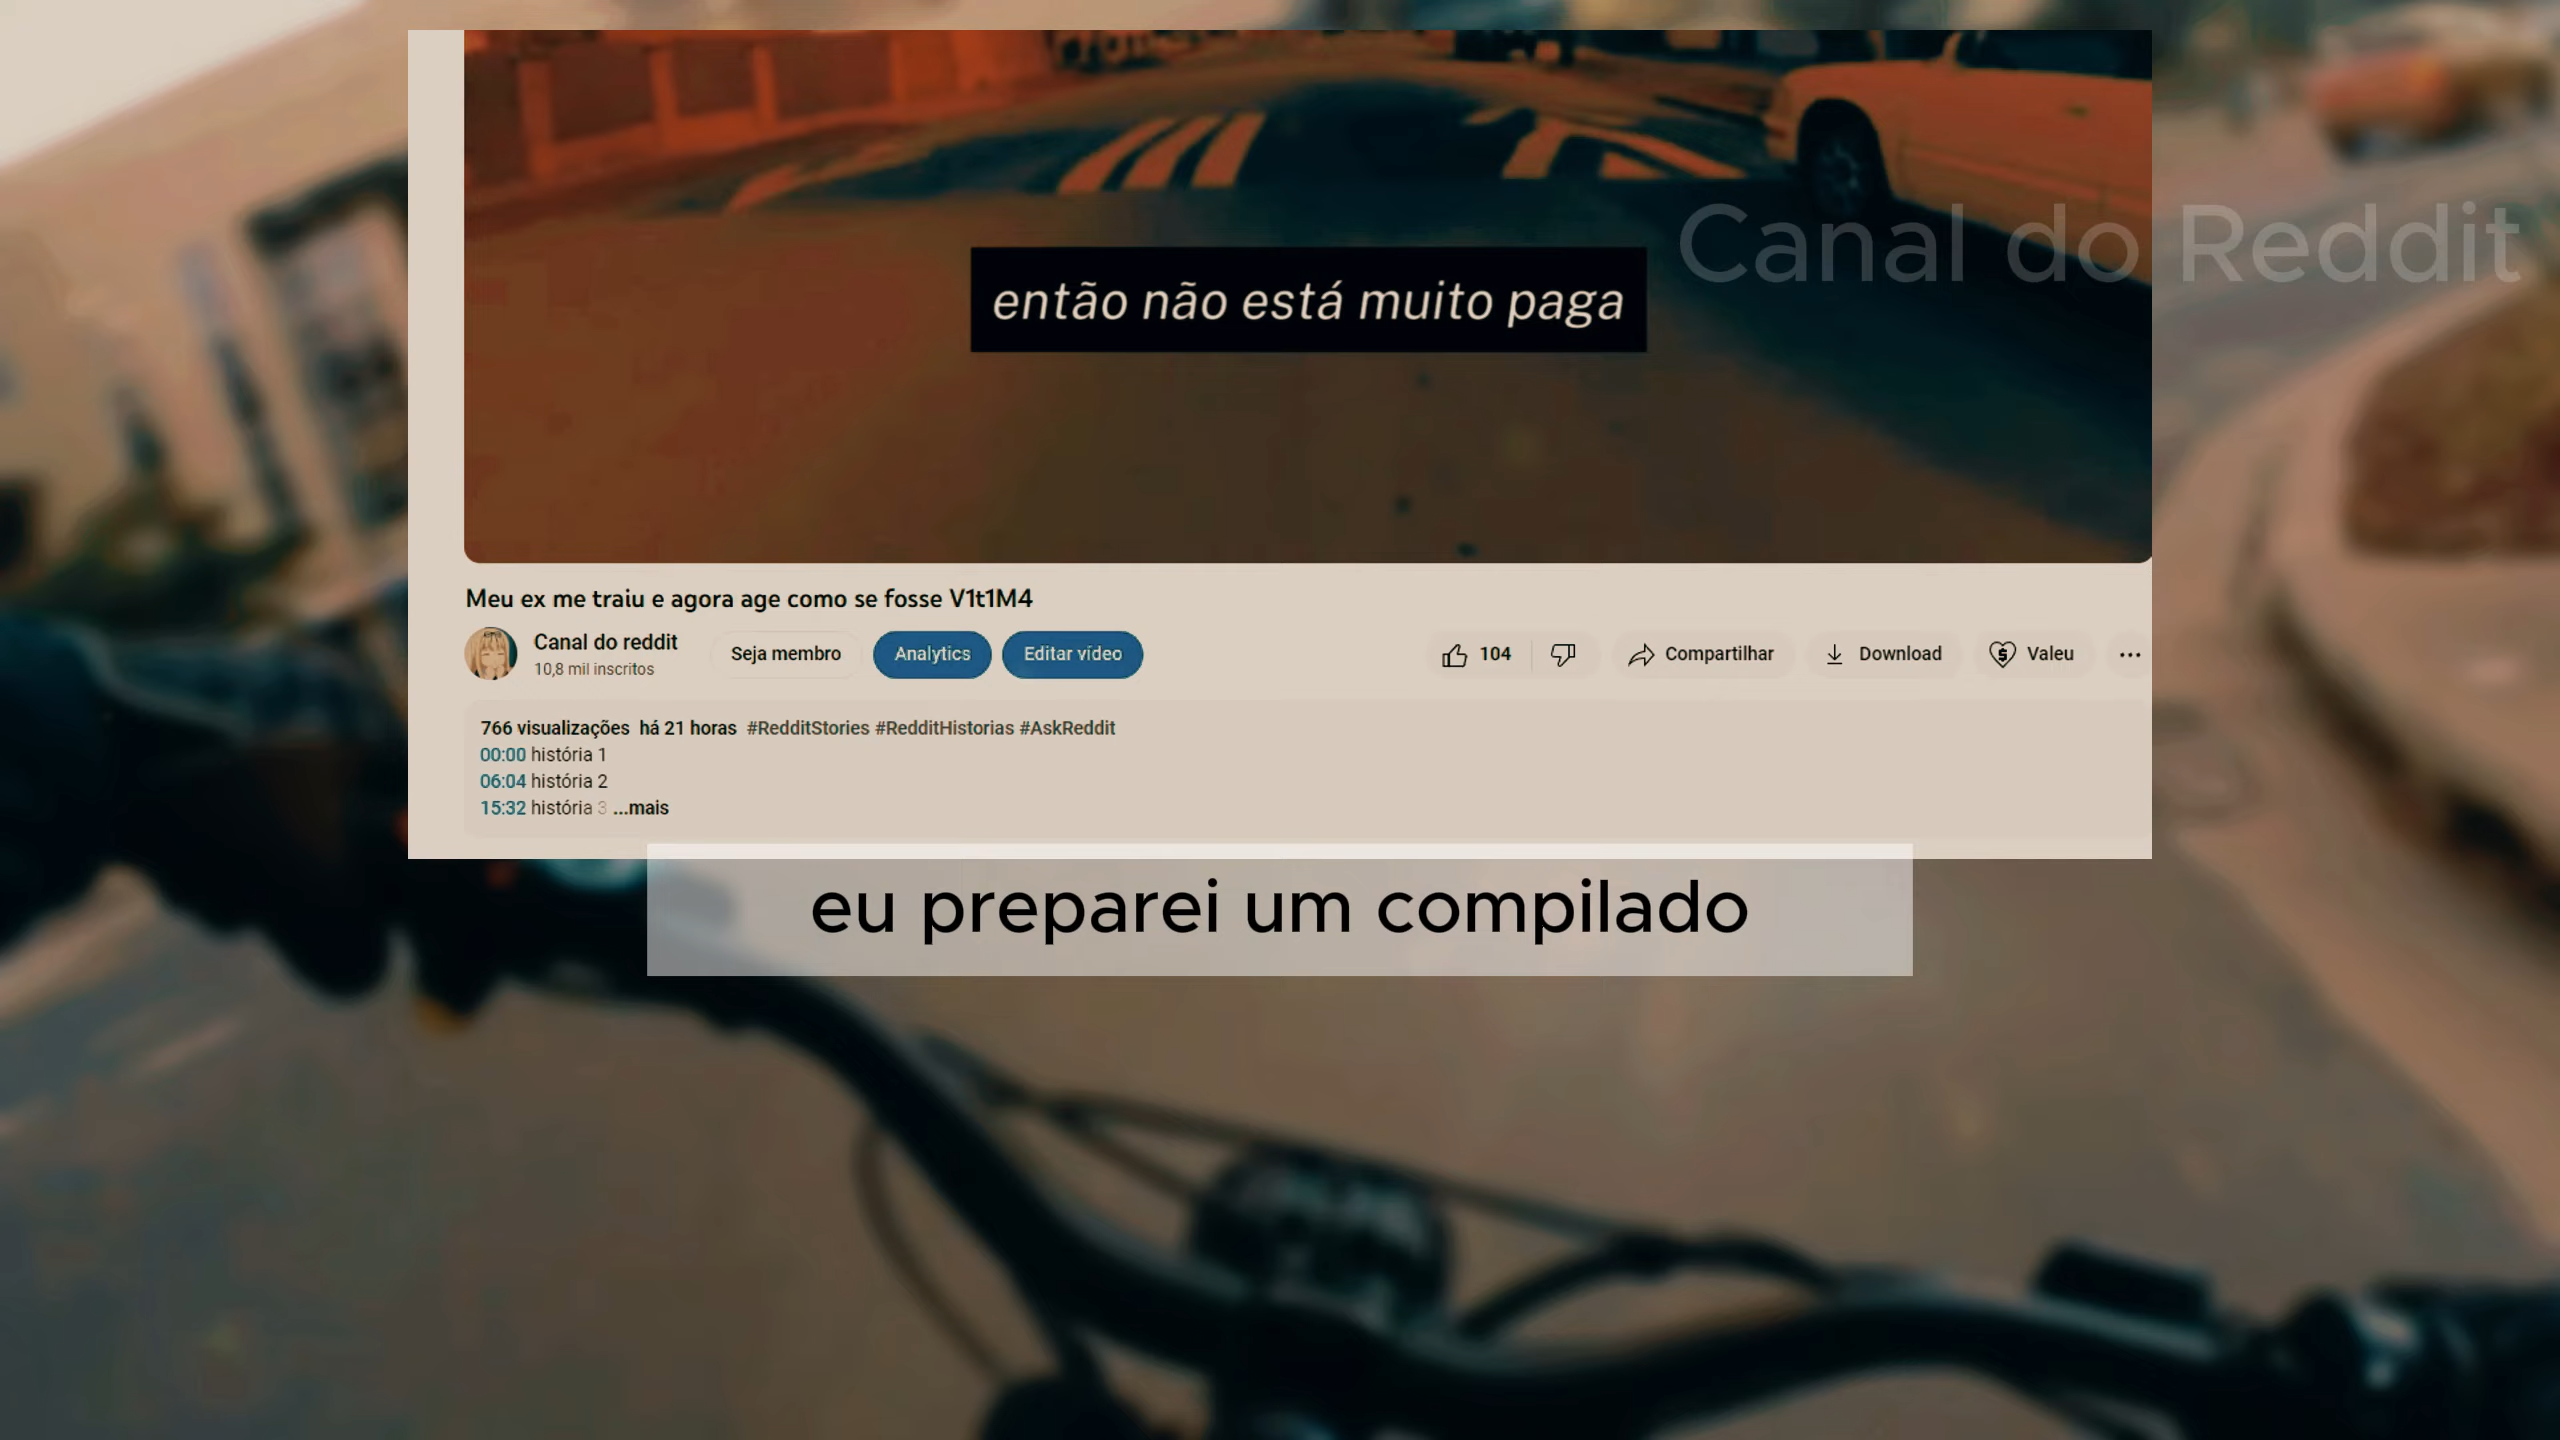 Canal do Reddit
então não está muito paga
Meu ex me traiu e agora age como se fosse V1t1M4
Canal do reddit
10,8 mil inscritos
Seja membro
Analytics
Editar vídeo
104
Compartilhar
Download
Valeu
766 visualizações há 21 horas #RedditStories #RedditHistorias #AskReddit
00:00 história 1
06:04 história 2
15:32 história 3 ...mais
eu preparei um compilado